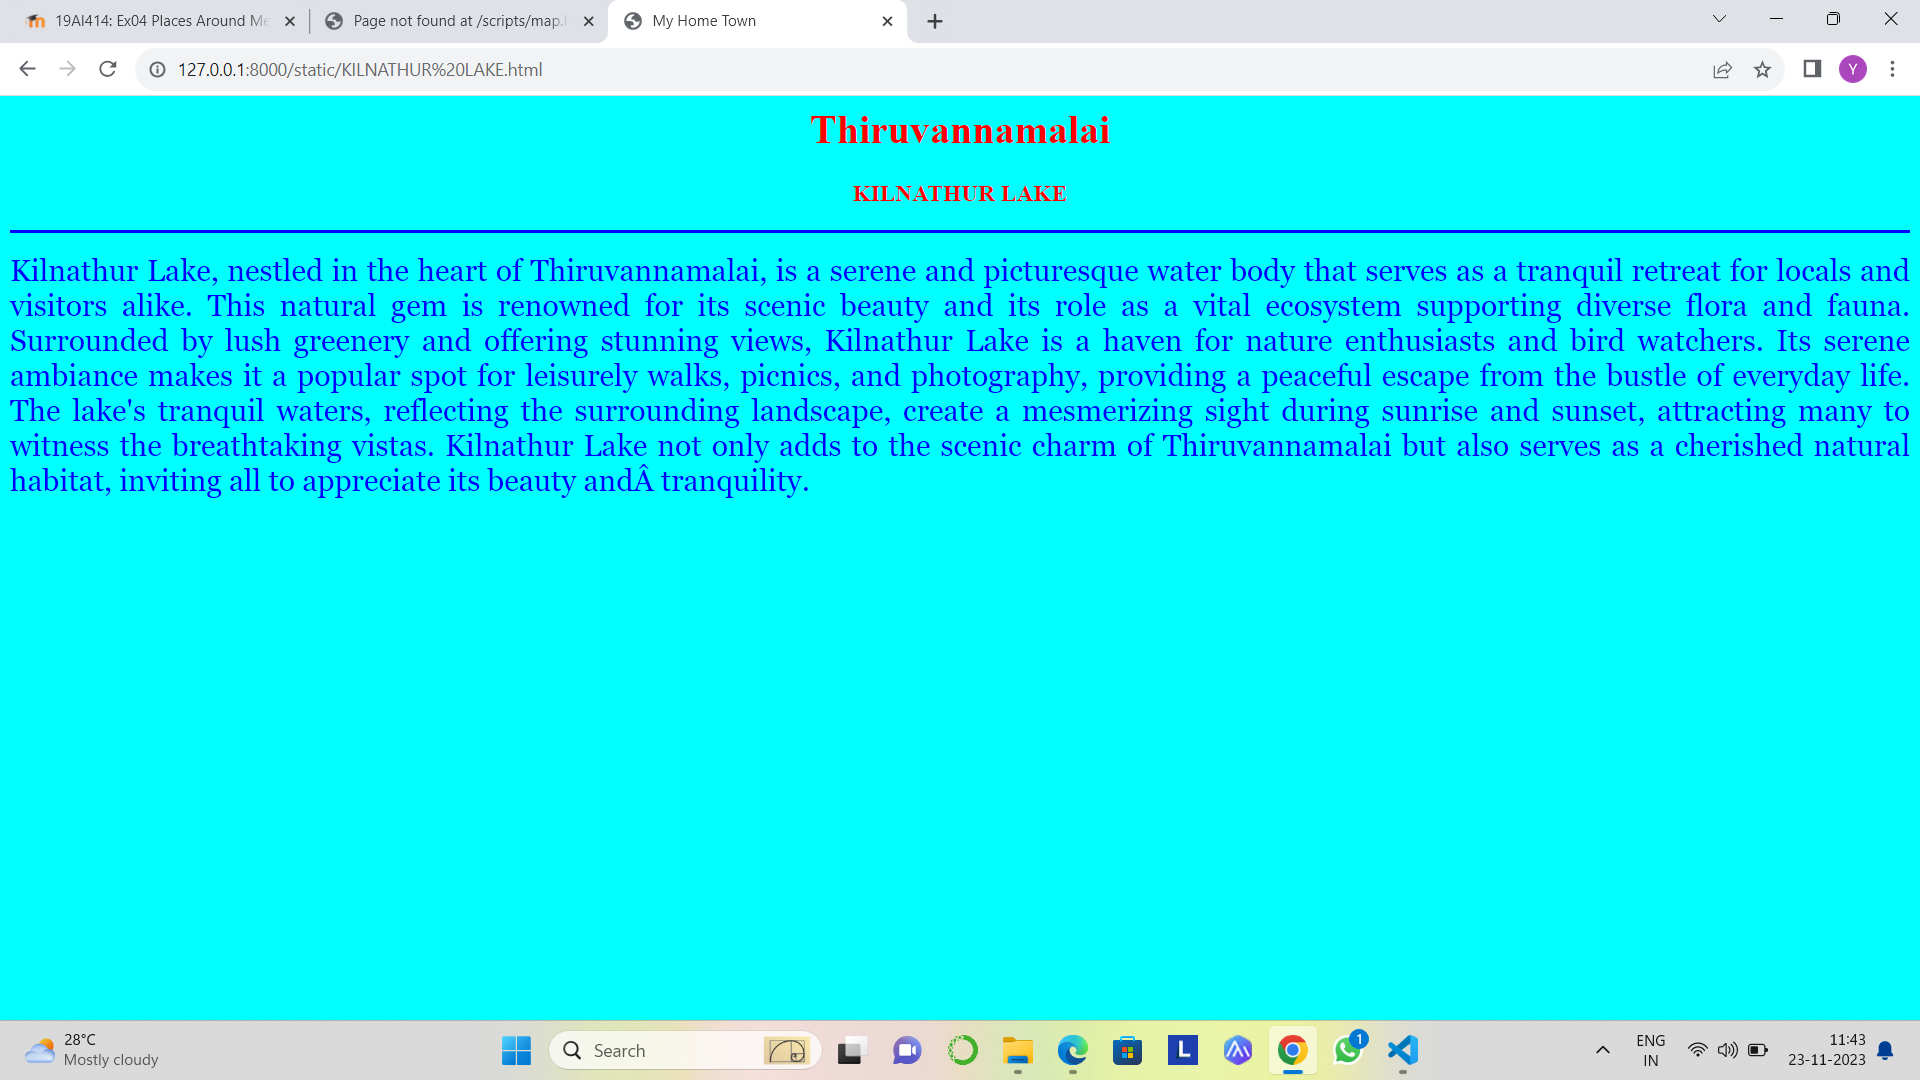 19AI414: Ex04 Places Around Me
Page not found at /scripts/map.
My Home Town
127.0.0.1:8000/static/KILNATHUR%20LAKE.html
Y
Thiruvannamalai
KILNATHUR LAKE
Kilnathur Lake, nestled in the heart of Thiruvannamalai, is a serene and picturesque water body that serves as a tranquil retreat for locals and
visitors alike. This natural gem is renowned for its scenic beauty and its role as a vital ecosystem supporting diverse flora and fauna.
Surrounded by lush greenery and offering stunning views, Kilnathur Lake is a haven for nature enthusiasts and bird watchers. Its serene
ambiance makes it a popular spot for leisurely walks, picnics, and photography, providing a peaceful escape from the bustle of everyday life.
The lake's tranquil waters, reflecting the surrounding landscape, create a mesmerizing sight during sunrise and sunset, attracting many to
witness the breathtaking vistas. Kilnathur Lake not only adds to the scenic charm of Thiruvannamalai but also serves as a cherished natural
habitat, inviting all to appreciate its beauty andÂ tranquility.
28°C
Mostly cloudy
Search
L
1
ENG
IN
11:43
23-11-2023